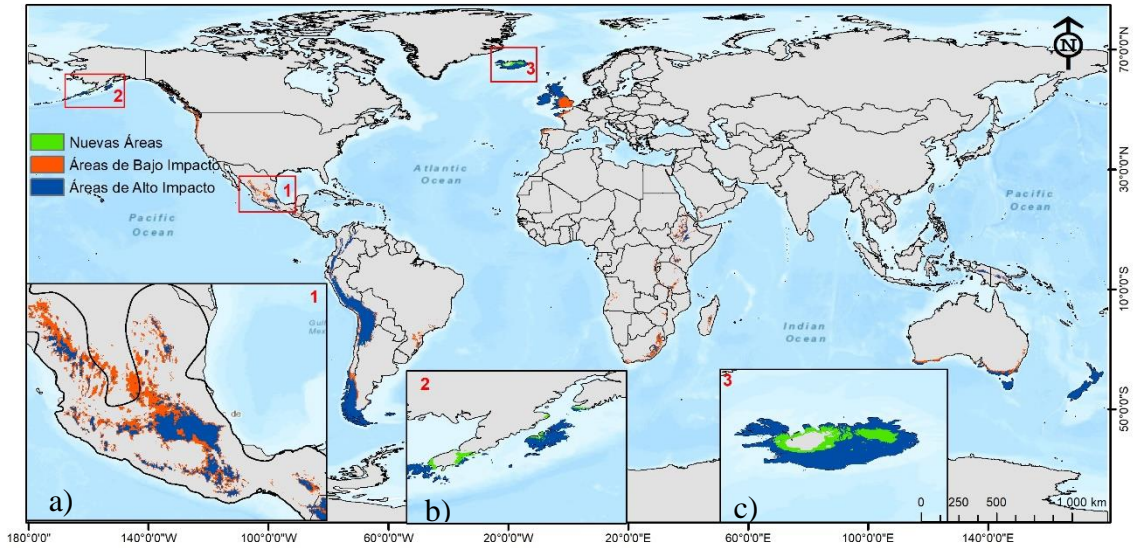 N
70°0'0"N
30°0'0"N
10°0'0"S
50°0'0"S
2
3
1
Nuevas Áreas
Áreas de Bajo Impacto
Áreas de Alto Impacto
Atlantic
Ocean
Pacific
Ocean
Pacific
Ocean
Indian
Ocean
1
de
a)
2
b)
3
c)
0 250 500 1 000 km
180°0'0"
140°0'0"W
100°0'0"W
60°0'0"W
20°0'0"W
20°0'0"E
60°0'0"E
100°0'0"E
140°0'0"E